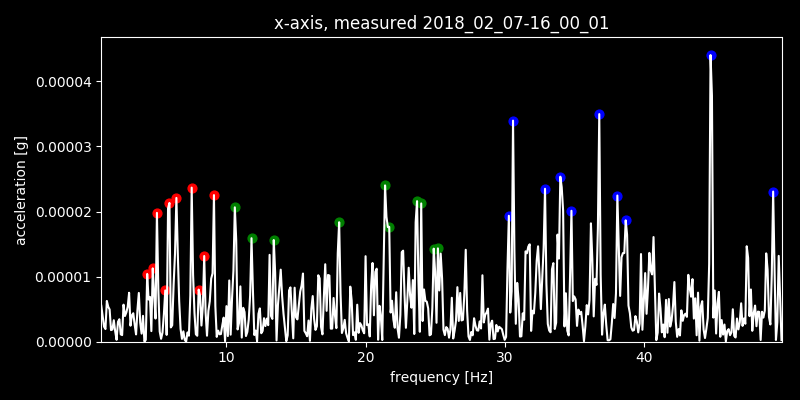 x-axis, measured 2018_02_07-16_00_01
acceleration [g]
0.00004
0.00003
0.00002
0.00001
0.00000
10 20 30 40
frequency [Hz]